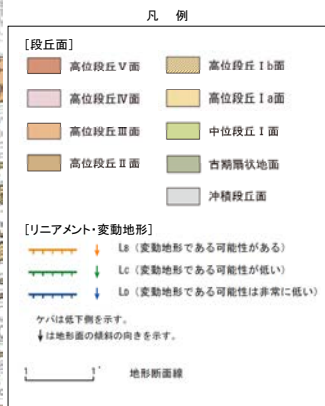 凡 例
[段丘面]
高位段丘Ⅴ面
高位段丘Ⅳ面
高位段丘Ⅲ面
高位段丘Ⅱ面
高位段丘Ⅰb面
高位段丘Ⅰa面
中位段丘Ⅰ面
古期扇状地面
沖積段丘面
[リニアメント・変動地形]
LB (変動地形である可能性がある)
LC (変動地形である可能性が低い)
LD (変動地形である可能性は非常に低い)
ケバは低下側を示す。
↓は地形面の傾斜の向きを示す。
1 1' 地形断面線